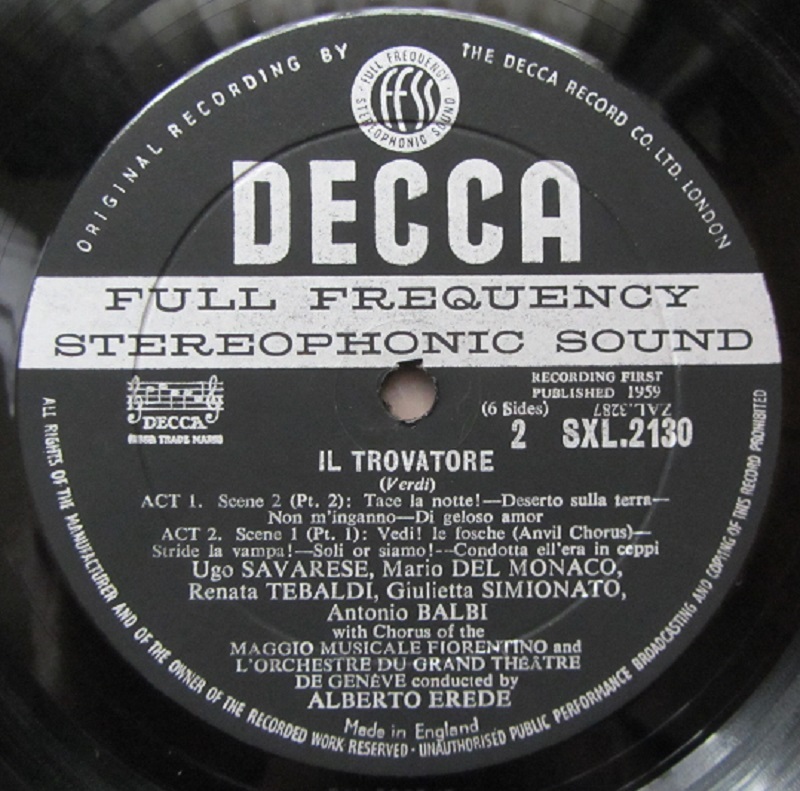 ORIGINAL RECORDING BY THE DECCA RECORD CO. LTD. LONDON
FULL FREQUENCY
ffss
STEREOPHONIC SOUND
DECCA
FULL FREQUENCY
STEREOPHONIC SOUND
DECCA
RECORDING FIRST
PUBLISHED 1959
(6 Sides) ZAL.3287
2 SXL.2130
IL TROVATORE
(Verdi)
ACT 1. Scene 2 (Pt. 2): Tace la notte!—Deserto sulla terra—
Non m'inganno—Di geloso amor
ACT 2. Scene 1 (Pt. 1): Vedi! le fosche (Anvil Chorus)—
Stride la vampa!—Soli or siamo!--Condotta ell'era in ceppi
Ugo SAVARESE, Mario DEL MONACO,
Renata TEBALDI, Giulietta SIMIONATO,
Antonio BALBI
with Chorus of the
MAGGIO MUSICALE FIORENTINO and
L'ORCHESTRE DU GRAND THÉÂTRE
DE GENÈVE conducted by
ALBERTO EREDE
Made in England
ALL RIGHTS OF THE MANUFACTURER AND OF THE OWNER OF THE RECORDED WORK RESERVED · UNAUTHORISED PUBLIC PERFORMANCE BROADCASTING AND COPYING OF THIS RECORD PROHIBITED